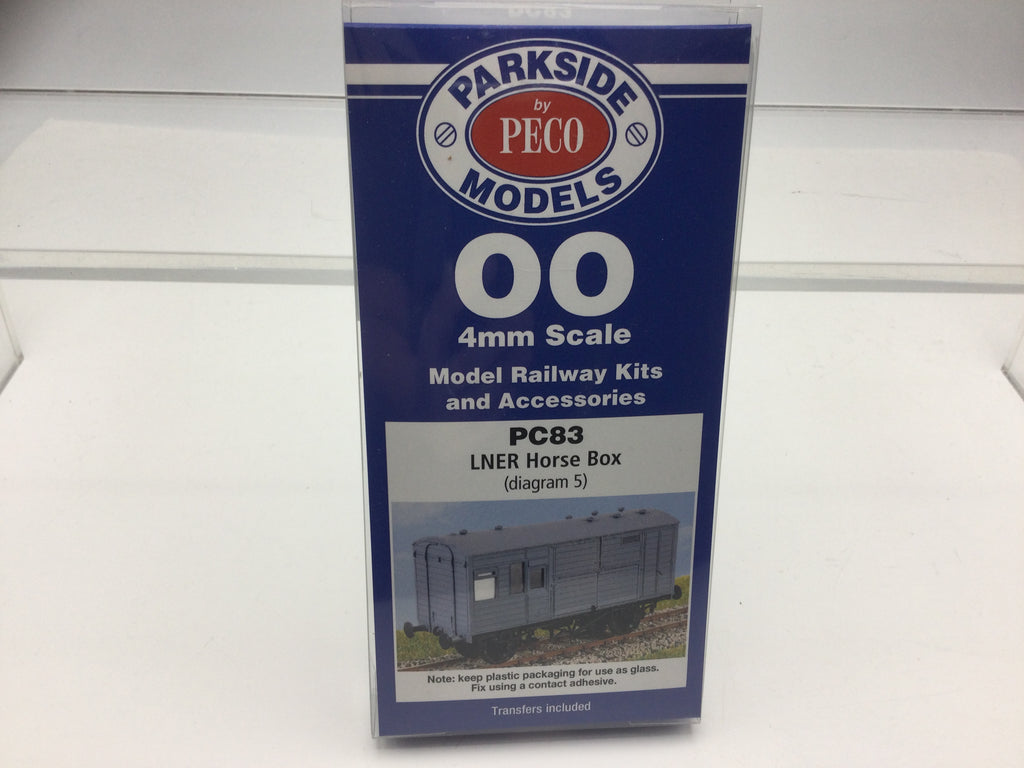 PC83
PARKSIDE
by
PECO
MODELS
OO
4mm Scale
Model Railway Kits
and Accessories
PC83
LNER Horse Box
(diagram 5)
Note: keep plastic packaging for use as glass.
Fix using a contact adhesive.
Transfers included